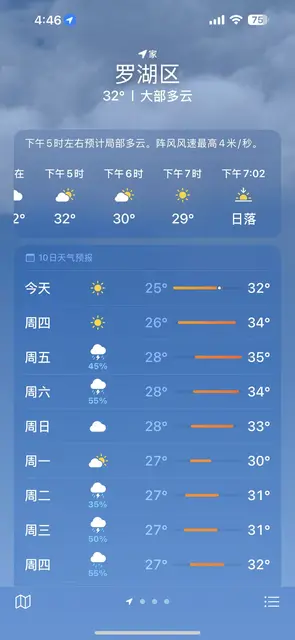 4:46
75
家
罗湖区
32° | 大部多云
下午5时左右预计局部多云。阵风风速最高4米/秒。
在 下午5时 下午6时 下午7时 下午7:02
2° 32° 30° 29° 日落
10日天气预报
今天 25° 32°
周四 26° 34°
周五 45% 28° 35°
周六 55% 28° 34°
周日 28° 33°
周一 27° 30°
周二 35% 27° 31°
周三 50% 27° 31°
周四 55% 27° 32°